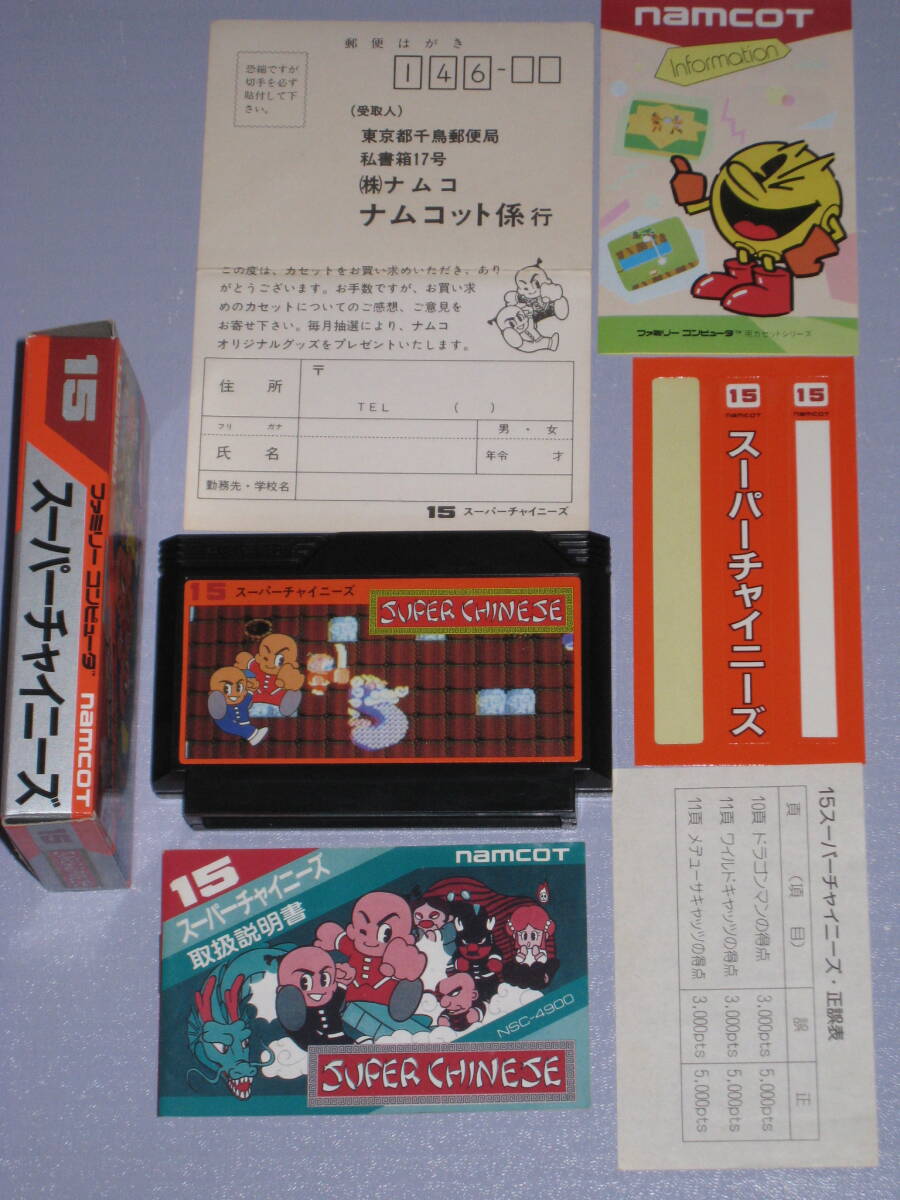 郵便はがき
恐縮ですが
切手を必ず
貼付して下
さい。
146-
(受取人)
東京都千鳥郵便局
私書箱17号
㈱ナムコ
ナムコット係 行
この度は、カセットをお買い求めいただき、あり
がとうございます。お手数ですが、お買い求
めのカセットについてのご感想、ご意見を
お寄せ下さい。毎月抽選により、ナムコ
オリジナルグッズをプレゼントいたします。
住所
〒
TEL ( )
フリ ガナ
氏名
男・女
年令 才
勤務先・学校名
15 スーパーチャイニーズ
namcot
Information
ファミリー コンピュータ™ 用カセットシリーズ
15
namcot
スーパーチャイニーズ
15
namcot
15
ファミリー コンピュータ™
スーパーチャイニーズ
namcot
15
15 スーパーチャイニーズ
SUPER CHINESE
15
スーパーチャイニーズ
取扱説明書
namcot
NSC-4900
SUPER CHINESE
15スーパーチャイニーズ・正誤表
頁 (項目) 誤 正
10頁 ドラゴンマンの得点 3,000pts 5,000pts
11頁 ワイルドキャッツの得点 3,000pts 5,000pts
11頁 メデューサキャッツの得点 3,000pts 5,000pts